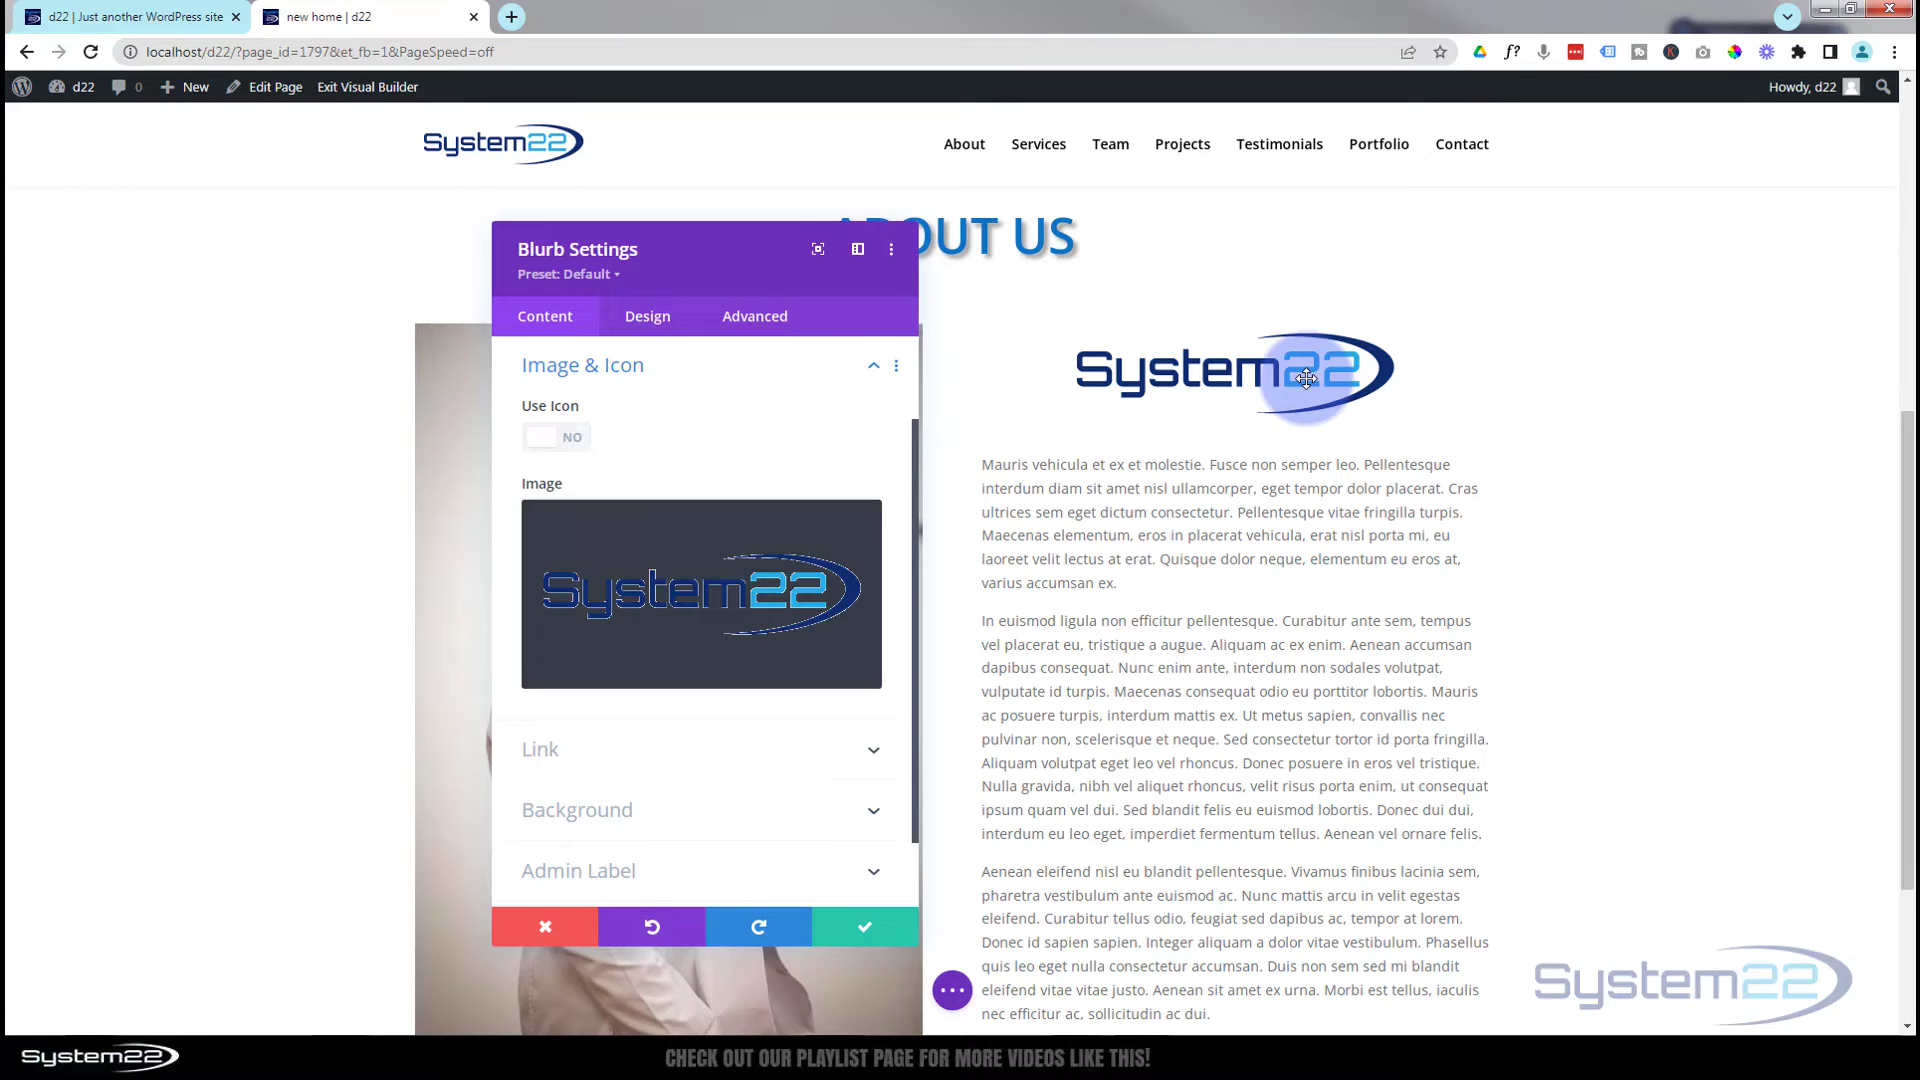 d22 | Just another WordPress site
new home | d22
localhost/d22/?page_id=1797&et_fb=1&PageSpeed=off
d22
0
New
Edit Page
Exit Visual Builder
Howdy, d22
System22
About
Services
Team
Projects
Testimonials
Portfolio
Contact
ABOUT US
Blurb Settings
Preset: Default
Content
Design
Advanced
Image & Icon
Use Icon
NO
Image
System22
Link
Background
Admin Label
System22
Mauris vehicula et ex et molestie. Fusce non semper leo. Pellentesque
interdum diam sit amet nisl ullamcorper, eget tempor dolor placerat. Cras
ultrices sem eget dictum consectetur. Pellentesque vitae fringilla turpis.
Maecenas elementum, eros in placerat vehicula, erat nisl porta mi, eu
laoreet velit lectus at erat. Quisque dolor neque, elementum eu eros at,
varius accumsan ex.
In euismod ligula non efficitur pellentesque. Curabitur ante sem, tempus
vel placerat eu, tristique a augue. Aliquam ac ex enim. Aenean accumsan
dapibus consequat. Nunc enim ante, interdum non sodales volutpat,
vulputate id turpis. Maecenas consequat odio eu porttitor lobortis. Mauris
ac posuere turpis, interdum mattis ex. Ut metus sapien, convallis nec
pulvinar non, scelerisque et neque. Sed consectetur tortor id porta fringilla.
Aliquam volutpat eget leo vel rhoncus. Donec posuere in eros vel tristique.
Nulla gravida, nibh vel aliquet rhoncus, velit risus porta enim, ut consequat
ipsum quam vel dui. Sed blandit felis eu euismod lobortis. Donec dui dui,
interdum eu leo eget, imperdiet fermentum tellus. Aenean vel ornare felis.
Aenean eleifend nisl eu blandit pellentesque. Vivamus finibus lacinia sem,
pharetra vestibulum ante euismod ac. Nunc mattis arcu in velit egestas
eleifend. Curabitur tellus odio, feugiat sed dapibus ac, tempor at lorem.
Donec id sapien sapien. Integer aliquam a dolor vitae vestibulum. Phasellus
quis leo eget nulla consectetur accumsan. Duis non sem sed mi blandit
eleifend vitae vitae justo. Aenean sit amet ex urna. Morbi est tellus, iaculis
nec efficitur ac, sollicitudin ac dui.
System22
System22
CHECK OUT OUR PLAYLIST PAGE FOR MORE VIDEOS LIKE THIS!